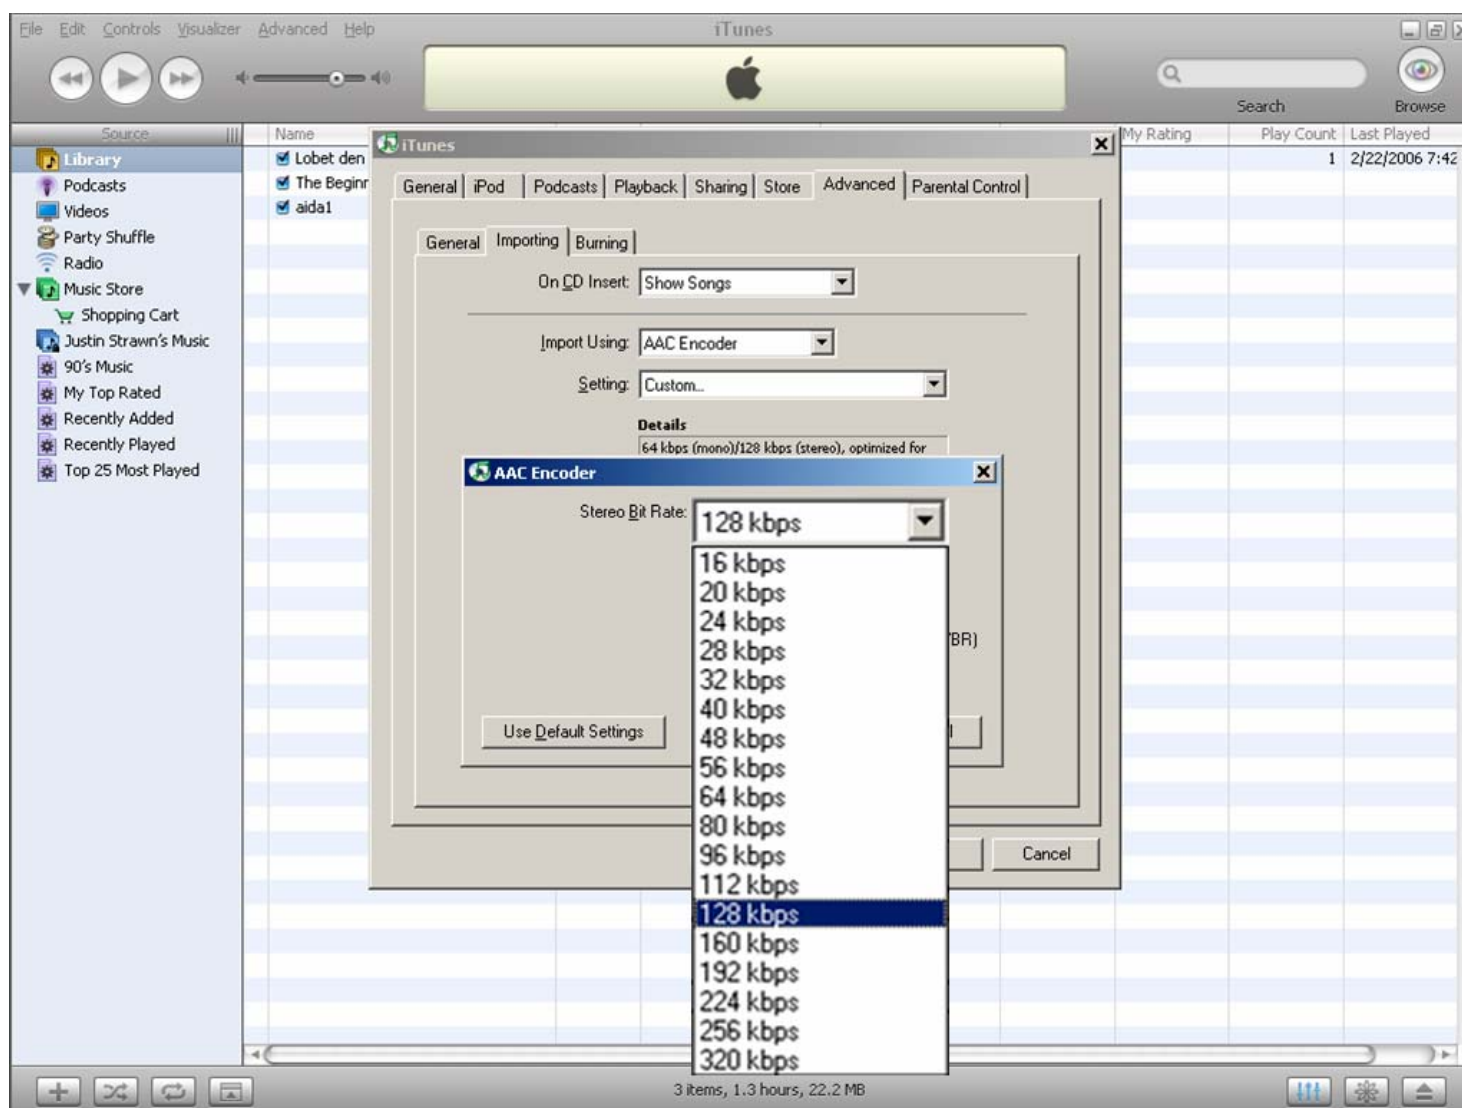 File Edit Controls Visualizer Advanced Help
iTunes
Search
Browse
Source
Library
Podcasts
Videos
Party Shuffle
Radio
Music Store
Shopping Cart
Justin Strawn's Music
90's Music
My Top Rated
Recently Added
Recently Played
Top 25 Most Played
Name My Rating Play Count Last Played
Lobet den 1 2/22/2006 7:42
The Beginr
aida1
iTunes
General iPod Podcasts Playback Sharing Store Advanced Parental Control
General Importing Burning
On CD Insert: Show Songs
Import Using: AAC Encoder
Setting: Custom...
Details
64 kbps (mono)/128 kbps (stereo), optimized for
AAC Encoder
Stereo Bit Rate: 128 kbps
16 kbps
20 kbps
24 kbps
28 kbps
32 kbps
40 kbps
48 kbps
56 kbps
64 kbps
80 kbps
96 kbps
112 kbps
128 kbps
160 kbps
192 kbps
224 kbps
256 kbps
320 kbps
BR)
Use Default Settings
Cancel
3 items, 1.3 hours, 22.2 MB